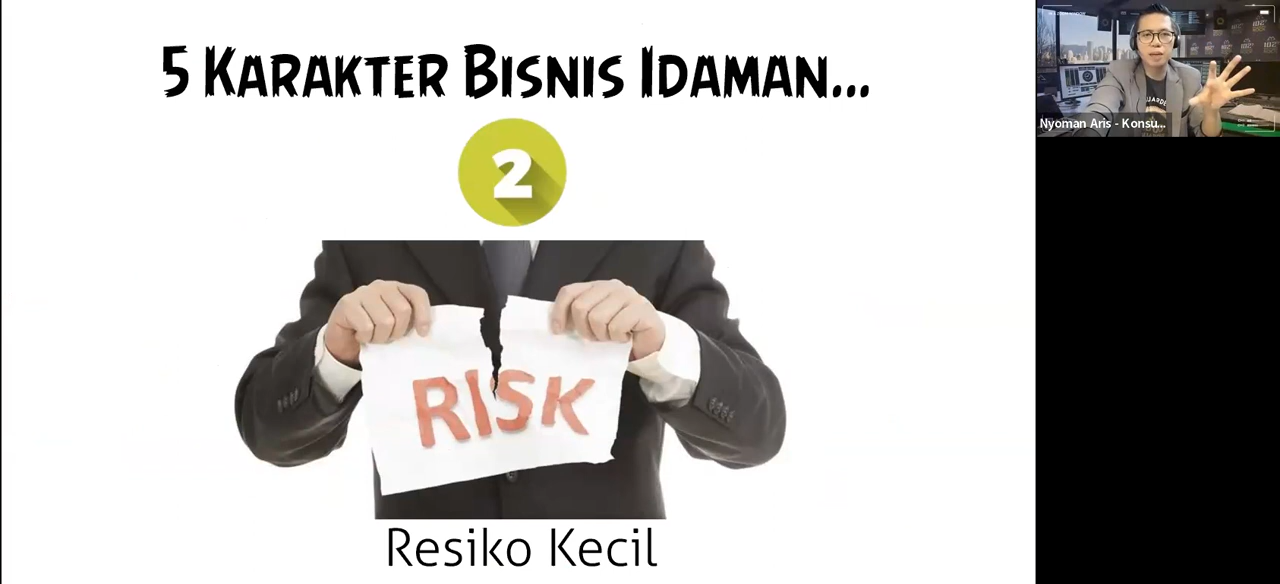 5 KARAKTER BISNIS IDAMAN...
2
RISK
Resiko Kecil
Nyoman Aris - Konsu...